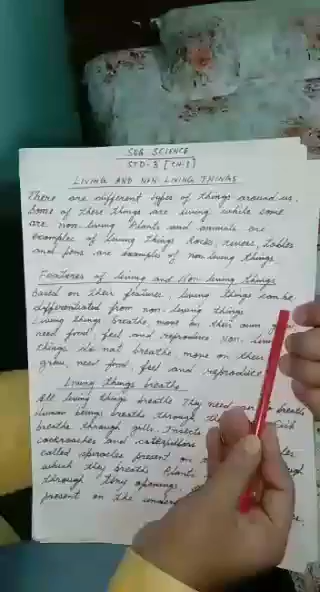 SUB SCIENCE
STD-3 [CH-1]
LIVING AND NON-LIVING THINGS
There are different types of things around us.
Some of these things are living while some
are non-living Plants and animals are
examples of living things Rocks, rivers, tables
and pens are examples of non-living things
Features of living and Non-living things
Based on their features, living things can be
differentiated from non-living things
Living things breathe, move on their own
need food, feel and reproduce Non-
things do not breathe, move on their
grow, need food, feel and reproduce
Living things breathe
All living things breathe They need air to breathe
Human beings breathe through Fish
breathe through gills. Insects
cockroaches and caterpillars
called spiracles present on
which they breathe Plants
through tiny openings
present on the